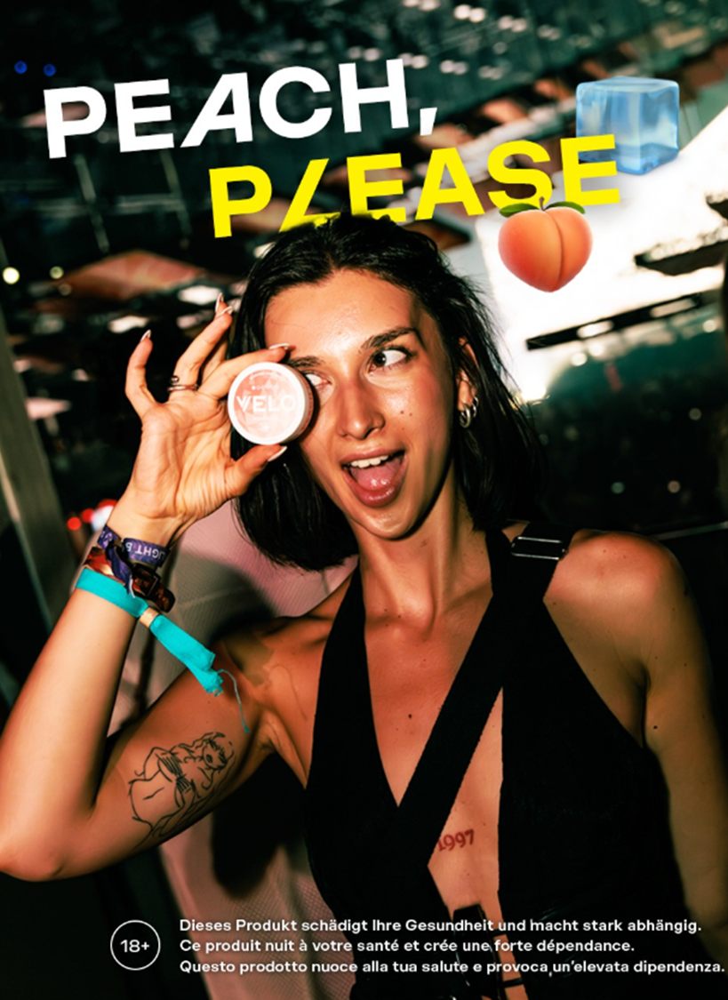 PEACH,
PLEASE
VELO
LIGHT B
1997
18+
Dieses Produkt schädigt Ihre Gesundheit und macht stark abhängig.
Ce produit nuit à votre santé et crée une forte dépendance.
Questo prodotto nuoce alla tua salute e provoca un'elevata dipendenza.